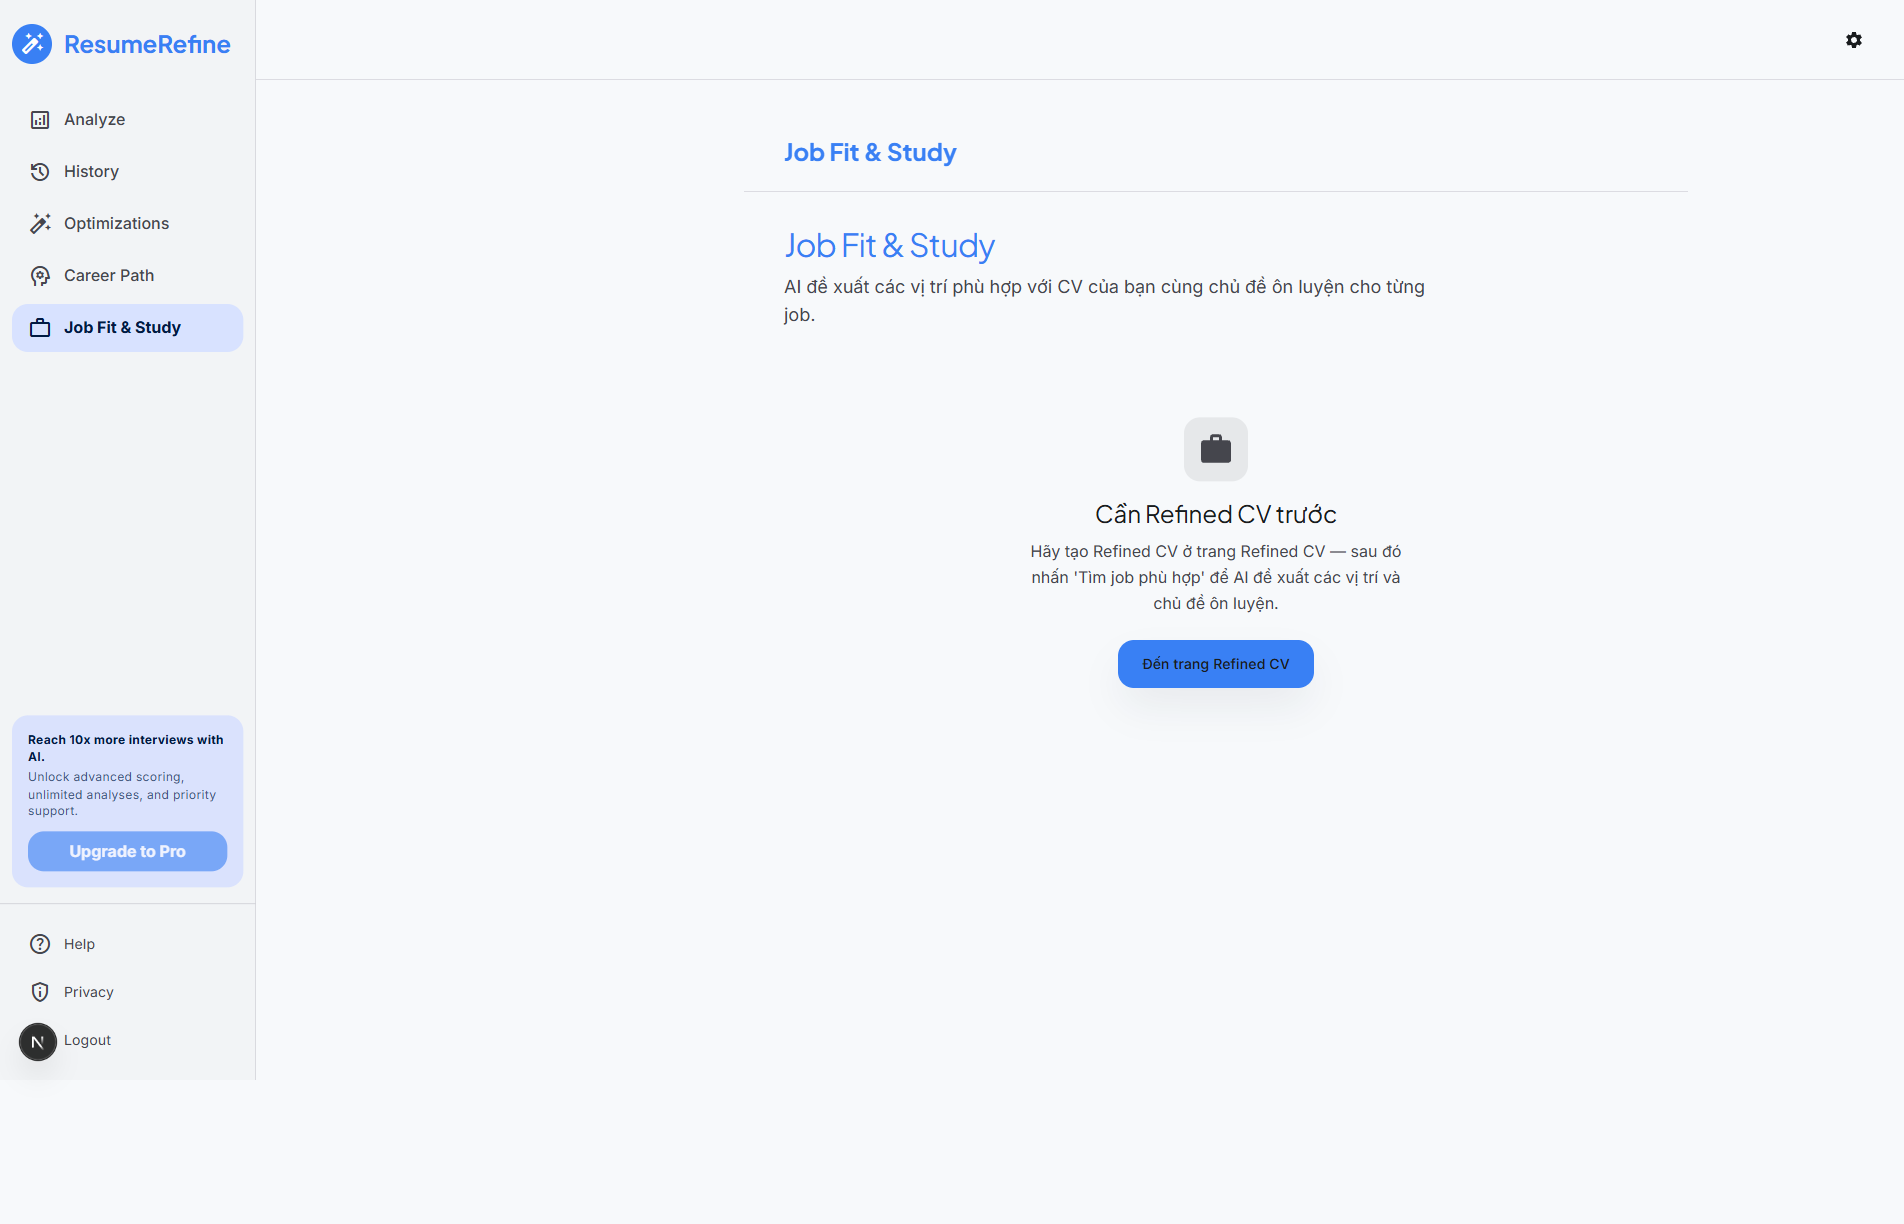 ResumeRefine
Analyze
History
Optimizations
Career Path
Job Fit & Study
Reach 10x more interviews with
AI.
Unlock advanced scoring,
unlimited analyses, and priority
support.
Upgrade to Pro
Help
Privacy
N
Logout
Job Fit & Study
Job Fit & Study
AI đề xuất các vị trí phù hợp với CV của bạn cùng chủ đề ôn luyện cho từng
job.
Cần Refined CV trước
Hãy tạo Refined CV ở trang Refined CV — sau đó
nhấn 'Tìm job phù hợp' để AI đề xuất các vị trí và
chủ đề ôn luyện.
Đến trang Refined CV